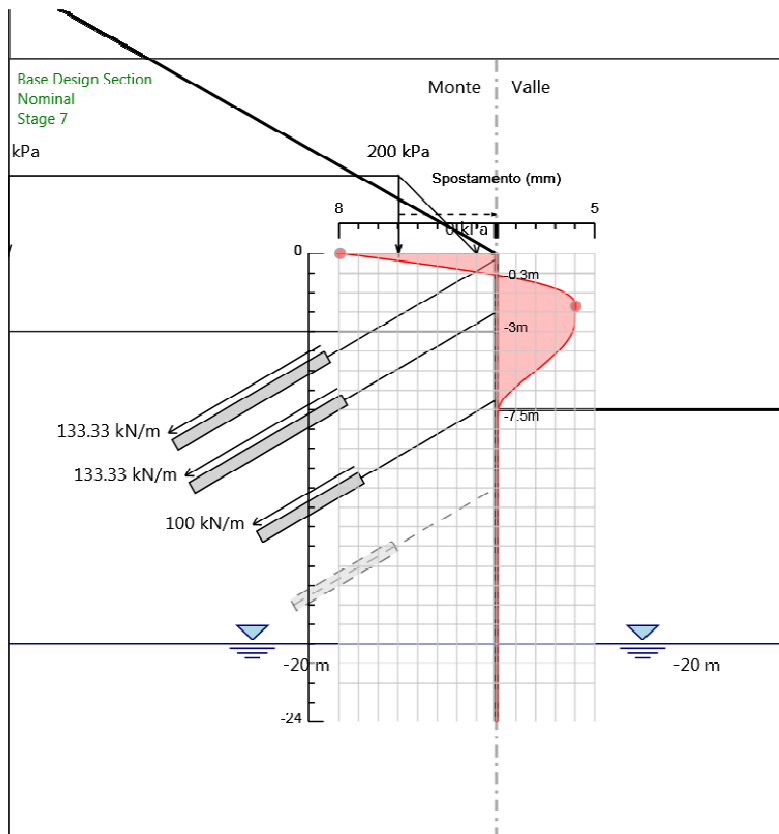 Base Design Section
Nominal
Stage 7
Monte
Valle
kPa
200 kPa
Spostamento (mm)
8
5
0 kPa
0
-0.3m
-3m
-7.5m
133.33 kN/m
133.33 kN/m
100 kN/m
-20 m
-20 m
-24